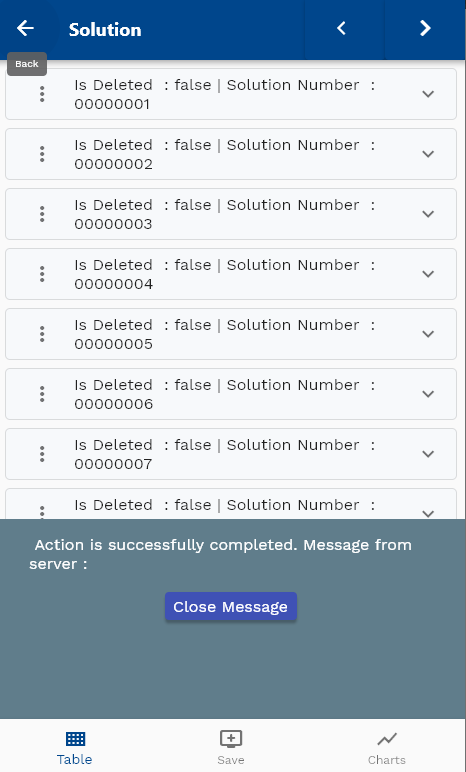 Solution
Back
Is Deleted : false | Solution Number :
00000001
Is Deleted : false | Solution Number :
00000002
Is Deleted : false | Solution Number :
00000003
Is Deleted : false | Solution Number :
00000004
Is Deleted : false | Solution Number :
00000005
Is Deleted : false | Solution Number :
00000006
Is Deleted : false | Solution Number :
00000007
Is Deleted : false | Solution Number :
Action is successfully completed. Message from
server :
Close Message
Table
Save
Charts